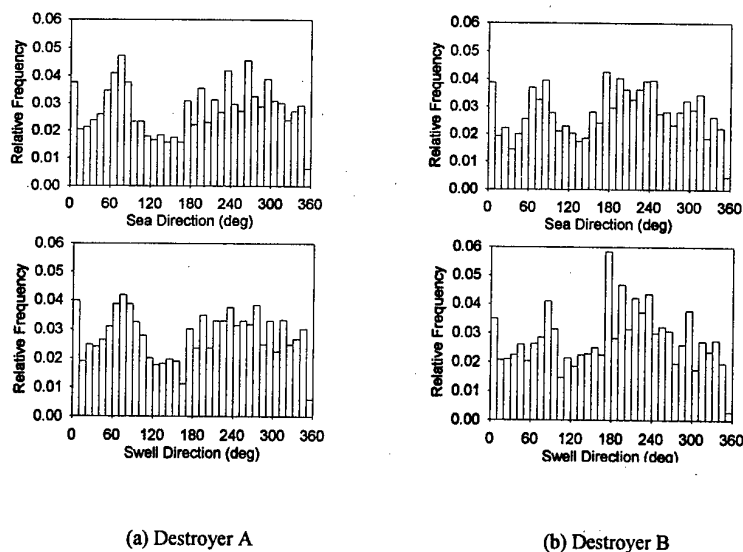 Relative Frequency
0.06
0.05
0.04
0.03
0.02
0.01
0.00
0 60 120 180 240 300 360
Sea Direction (deg)
Relative Frequency
0.06
0.05
0.04
0.03
0.02
0.01
0.00
0 60 120 180 240 300 360
Sea Direction (deg)
Relative Frequency
0.06
0.05
0.04
0.03
0.02
0.01
0.00
0 60 120 180 240 300 360
Swell Direction (deg)
Relative Frequency
0.06
0.05
0.04
0.03
0.02
0.01
0.00
0 60 120 180 240 300 360
Swell Direction (deg)
(a) Destroyer A
(b) Destroyer B